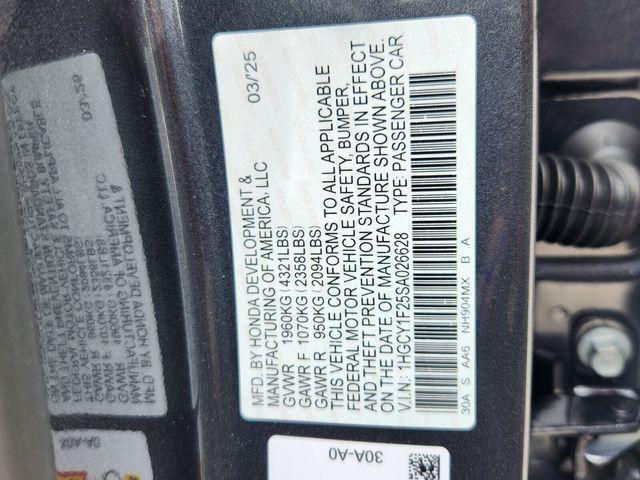 MFD. BY HONDA DEVELOPMENT &
MANUFACTURING OF AMERICA, LLC
03/'25
GVWR 1960KG(4321LBS)
GAWR F 1070KG(2358LBS)
GAWR R 950KG(2094LBS)
THIS VEHICLE CONFORMS TO ALL APPLICABLE
FEDERAL MOTOR VEHICLE SAFETY, BUMPER,
AND THEFT PREVENTION STANDARDS IN EFFECT
ON THE DATE OF MANUFACTURE SHOWN ABOVE.
V.I.N: 1HGCY1F25SA026628 TYPE: PASSENGER CAR
30A S AA6 NH904MX B A
30A-A0